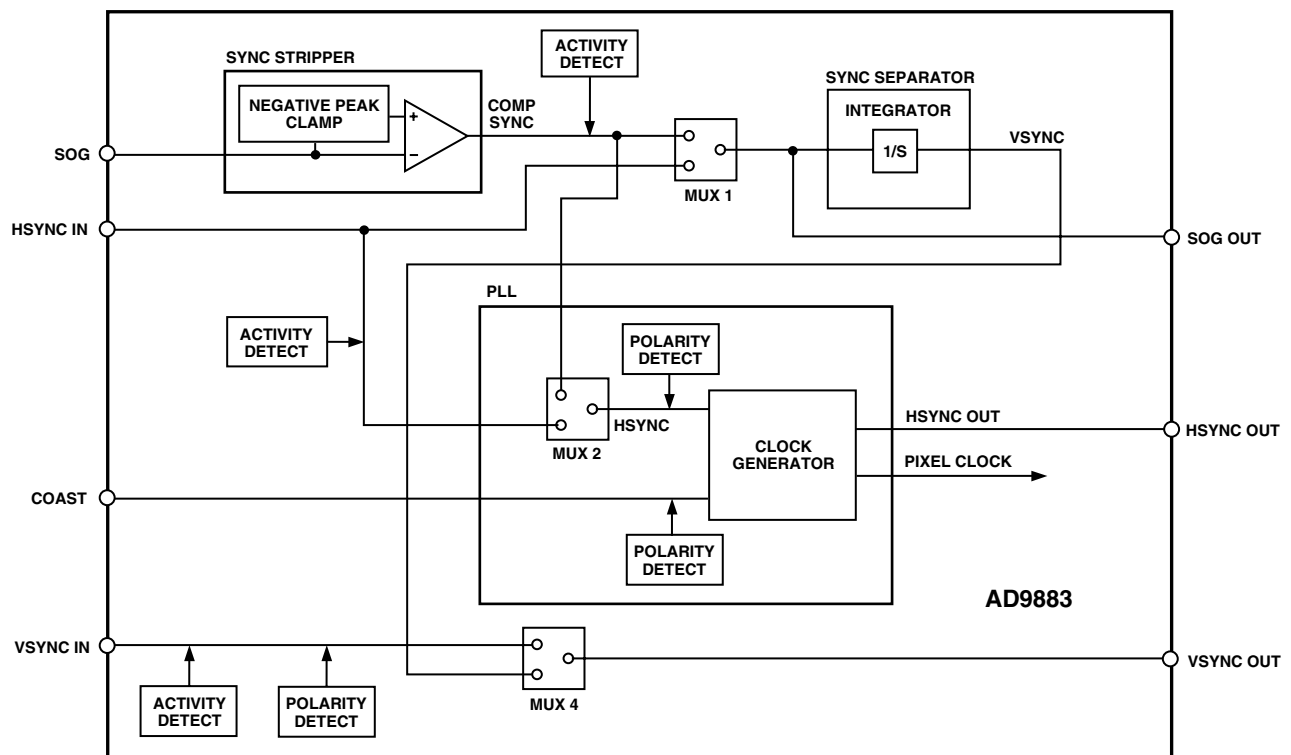 ACTIVITY
DETECT
SYNC STRIPPER
SYNC SEPARATOR
NEGATIVE PEAK
CLAMP
+
−
COMP
SYNC
INTEGRATOR
1/S
VSYNC
SOG
MUX 1
HSYNC IN
SOG OUT
PLL
ACTIVITY
DETECT
POLARITY
DETECT
HSYNC
MUX 2
CLOCK
GENERATOR
HSYNC OUT
HSYNC OUT
PIXEL CLOCK
COAST
POLARITY
DETECT
AD9883
VSYNC IN
VSYNC OUT
ACTIVITY
DETECT
POLARITY
DETECT
MUX 4